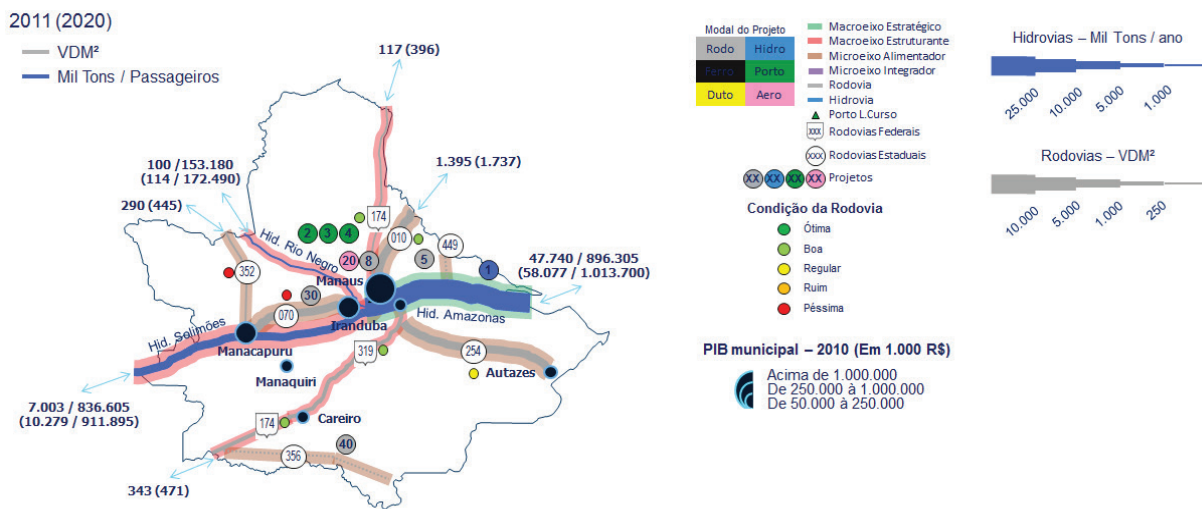 2011 (2020)
VDM²
Mil Tons / Passageiros
117 (396)
100 /153.180
(114 / 172.490)
290 (445)
1.395 (1.737)
174
Hid. Rio Negro
2 3 4
010
449
352
20 8
5
1
47.740 / 896.305
(58.077 / 1.013.700)
Manaus
30
070
Iranduba
Hid. Amazonas
Hid. Solimões
Manacapuru
319
254
Manaquiri
Autazes
7.003 / 836.605
(10.279 / 911.895)
174
Careiro
40
356
343 (471)
Modal do Projeto
Rodo Hidro
Ferro Porto
Duto Aero
Macroeixo Estratégico
Macroeixo Estruturante
Microeixo Alimentador
Microeixo Integrador
Rodovia
Hidrovia
Porto L.Curso
XXX Rodovias Federais
XXX Rodovias Estaduais
XX XX XX XX Projetos
Condição da Rodovia
Ótima
Boa
Regular
Ruim
Péssima
PIB municipal – 2010 (Em 1.000 R$)
Acima de 1.000.000
De 250.000 à 1.000.000
De 50.000 à 250.000
Hidrovias – Mil Tons / ano
25.000 10.000 5.000 1.000
Rodovias – VDM²
10.000 5.000 1.000 250